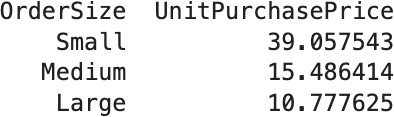 OrderSize UnitPurchasePrice
Small 39.057543
Medium 15.486414
Large 10.777625